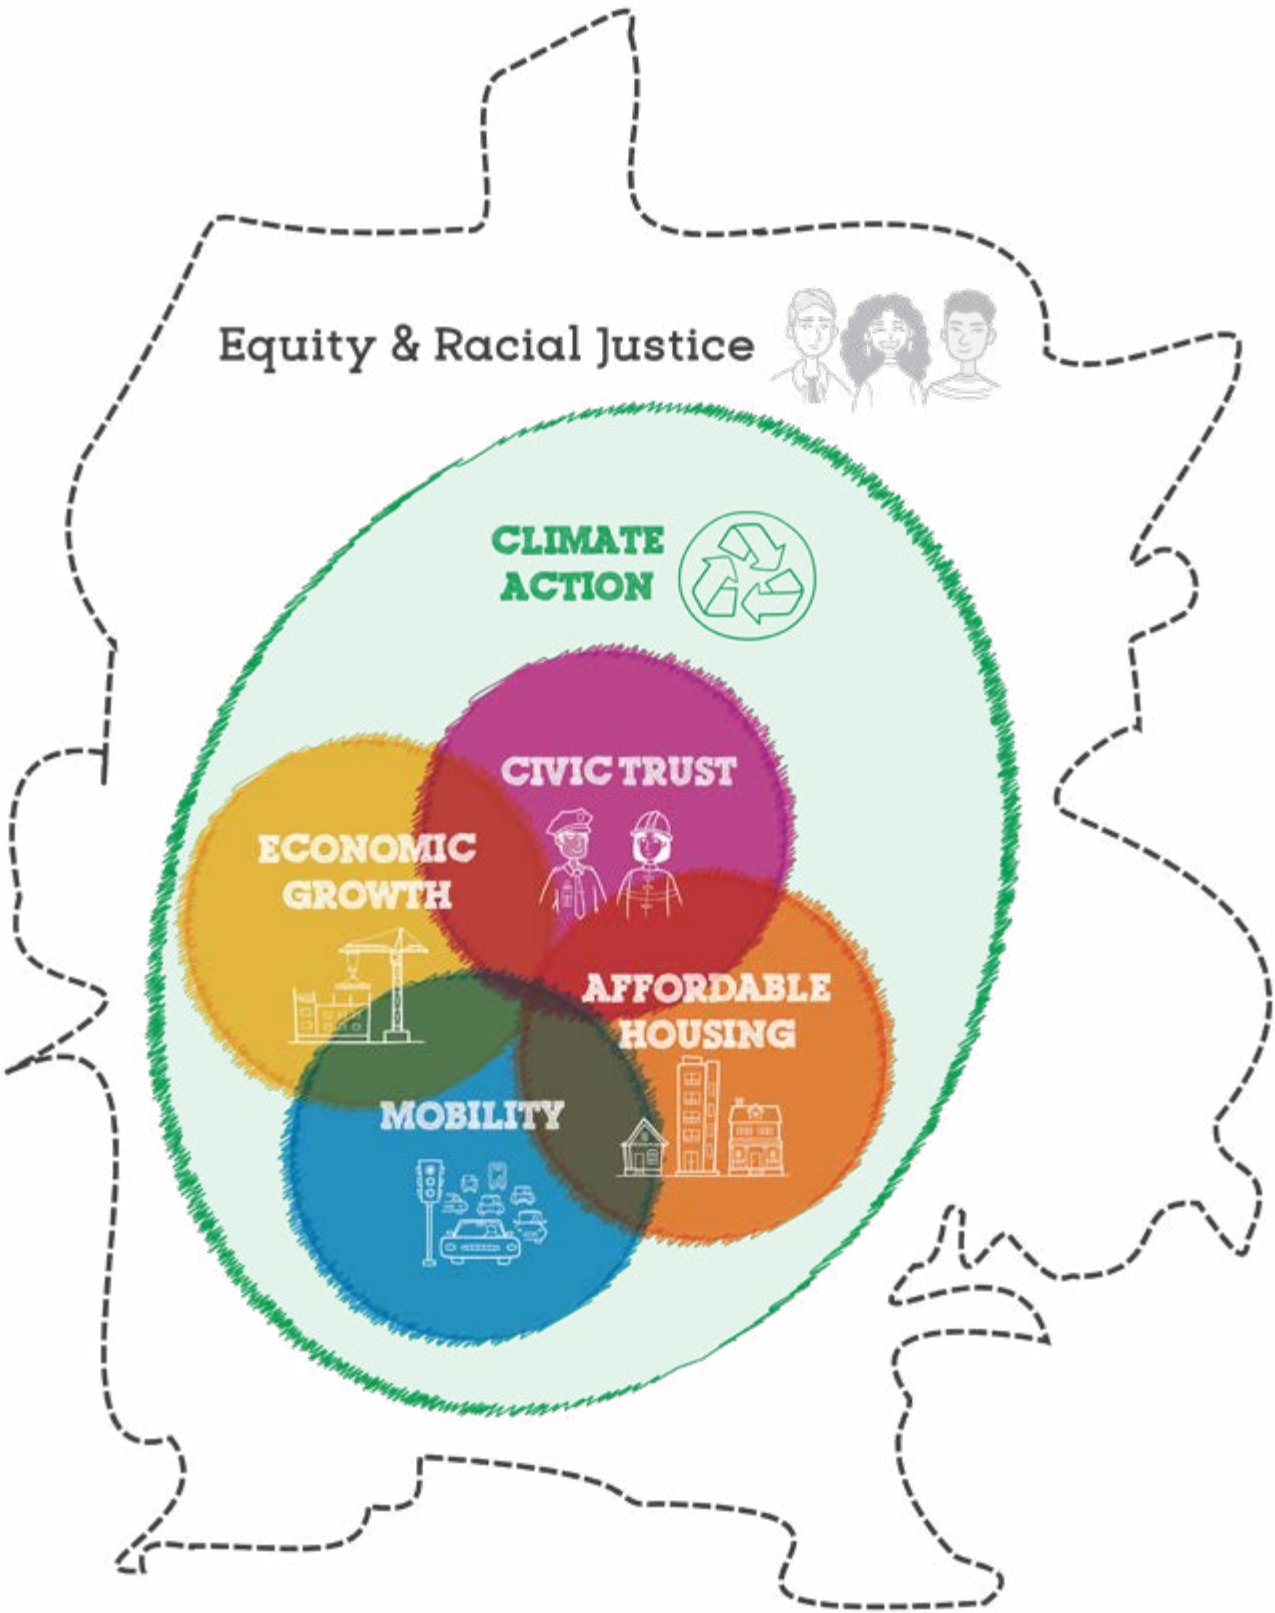 Equity & Racial Justice
CLIMATE
ACTION
CIVIC TRUST
ECONOMIC
GROWTH
AFFORDABLE
HOUSING
MOBILITY